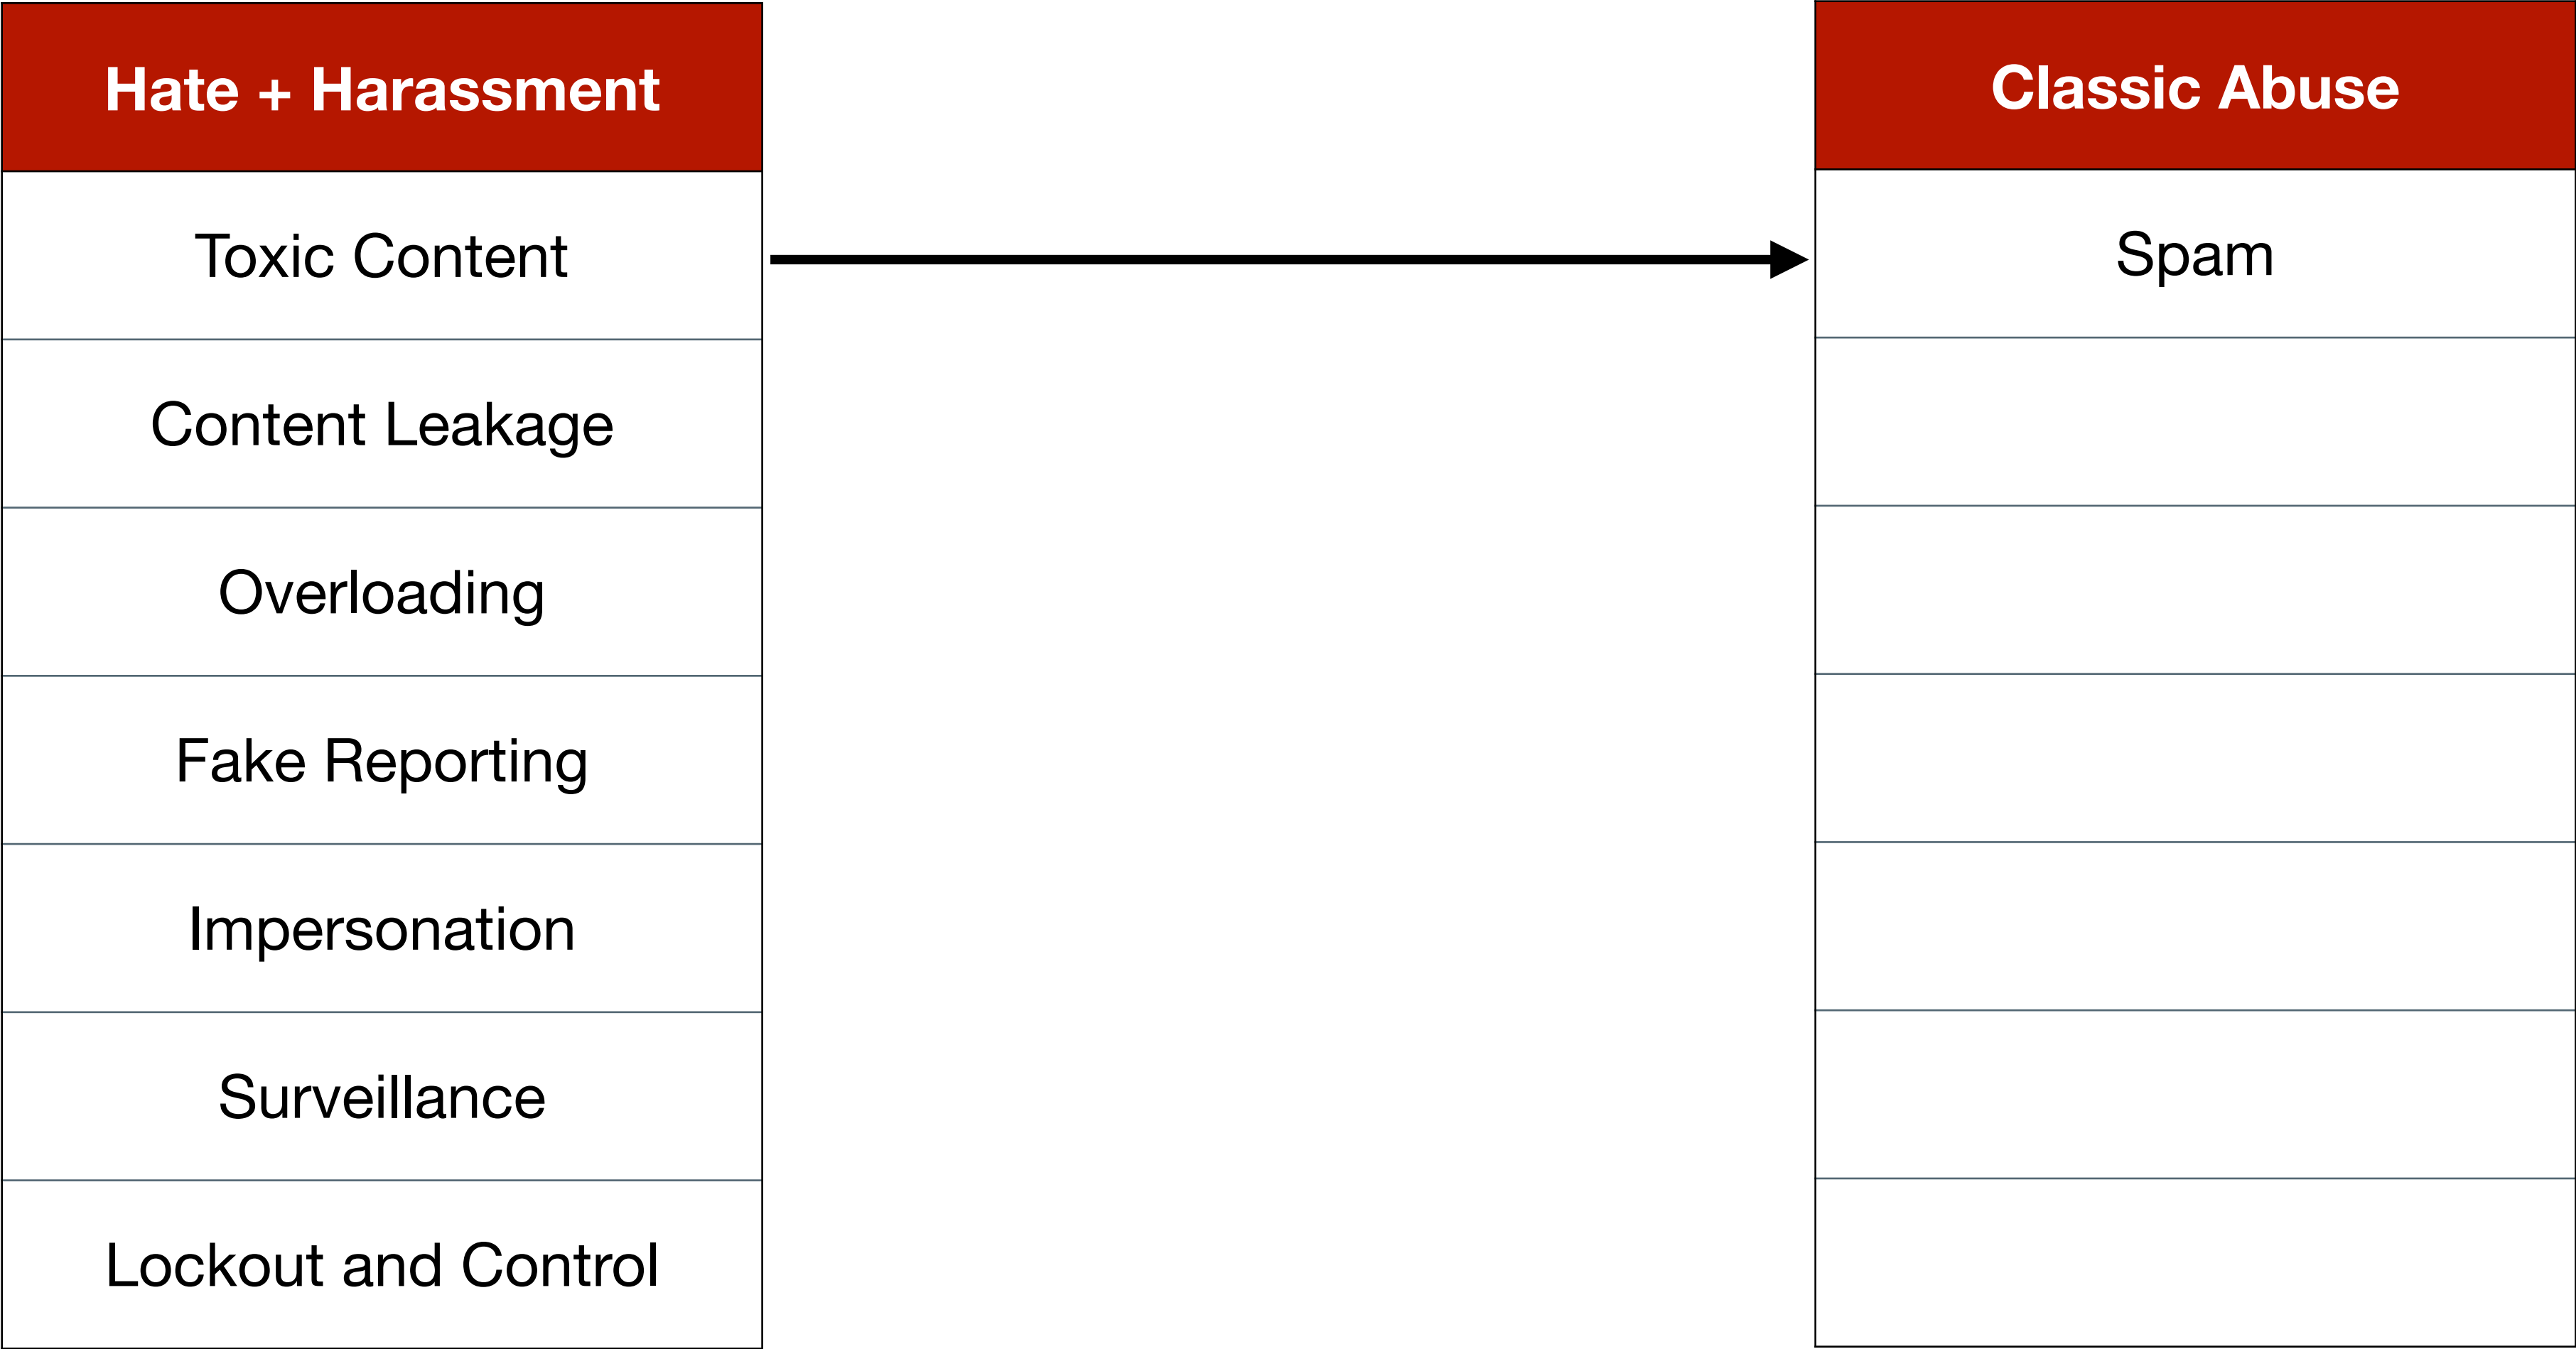 Hate + Harassment
Classic Abuse
Toxic Content
Spam
Content Leakage
Overloading
Fake Reporting
Impersonation
Surveillance
Lockout and Control